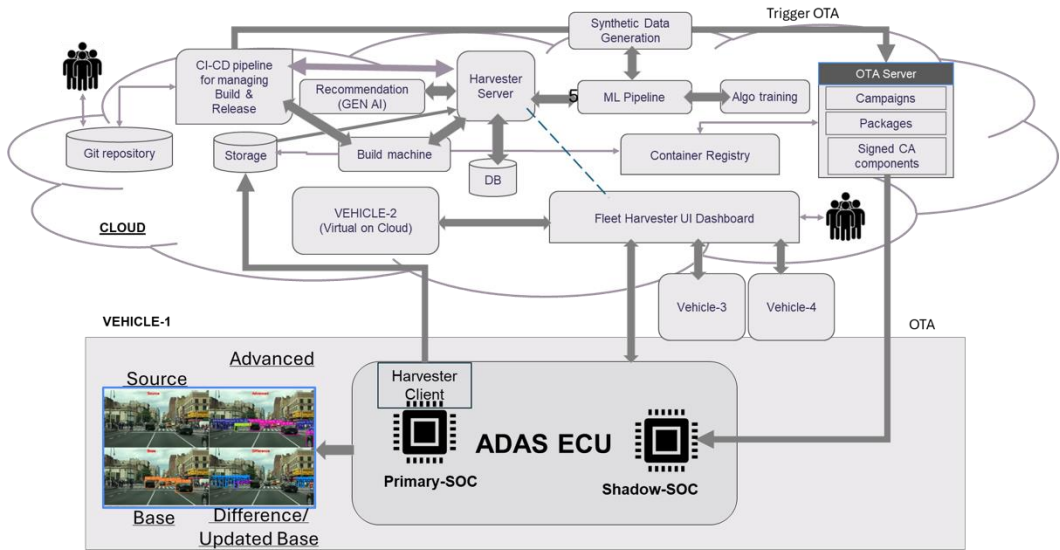 Trigger OTA
Synthetic Data
Generation
CI-CD pipeline
for managing
Build &
Release
Recommendation
(GEN AI)
Harvester
Server
5
ML Pipeline
Algo training
OTA Server
Campaigns
Packages
Signed CA
components
Git repository
Storage
Build machine
Container Registry
DB
VEHICLE-2
(Virtual on Cloud)
Fleet Harvester UI Dashboard
CLOUD
Vehicle-3
Vehicle-4
VEHICLE-1
OTA
Advanced
Source
Harvester
Client
ADAS ECU
Primary-SOC
Shadow-SOC
Base
Difference/
Updated Base